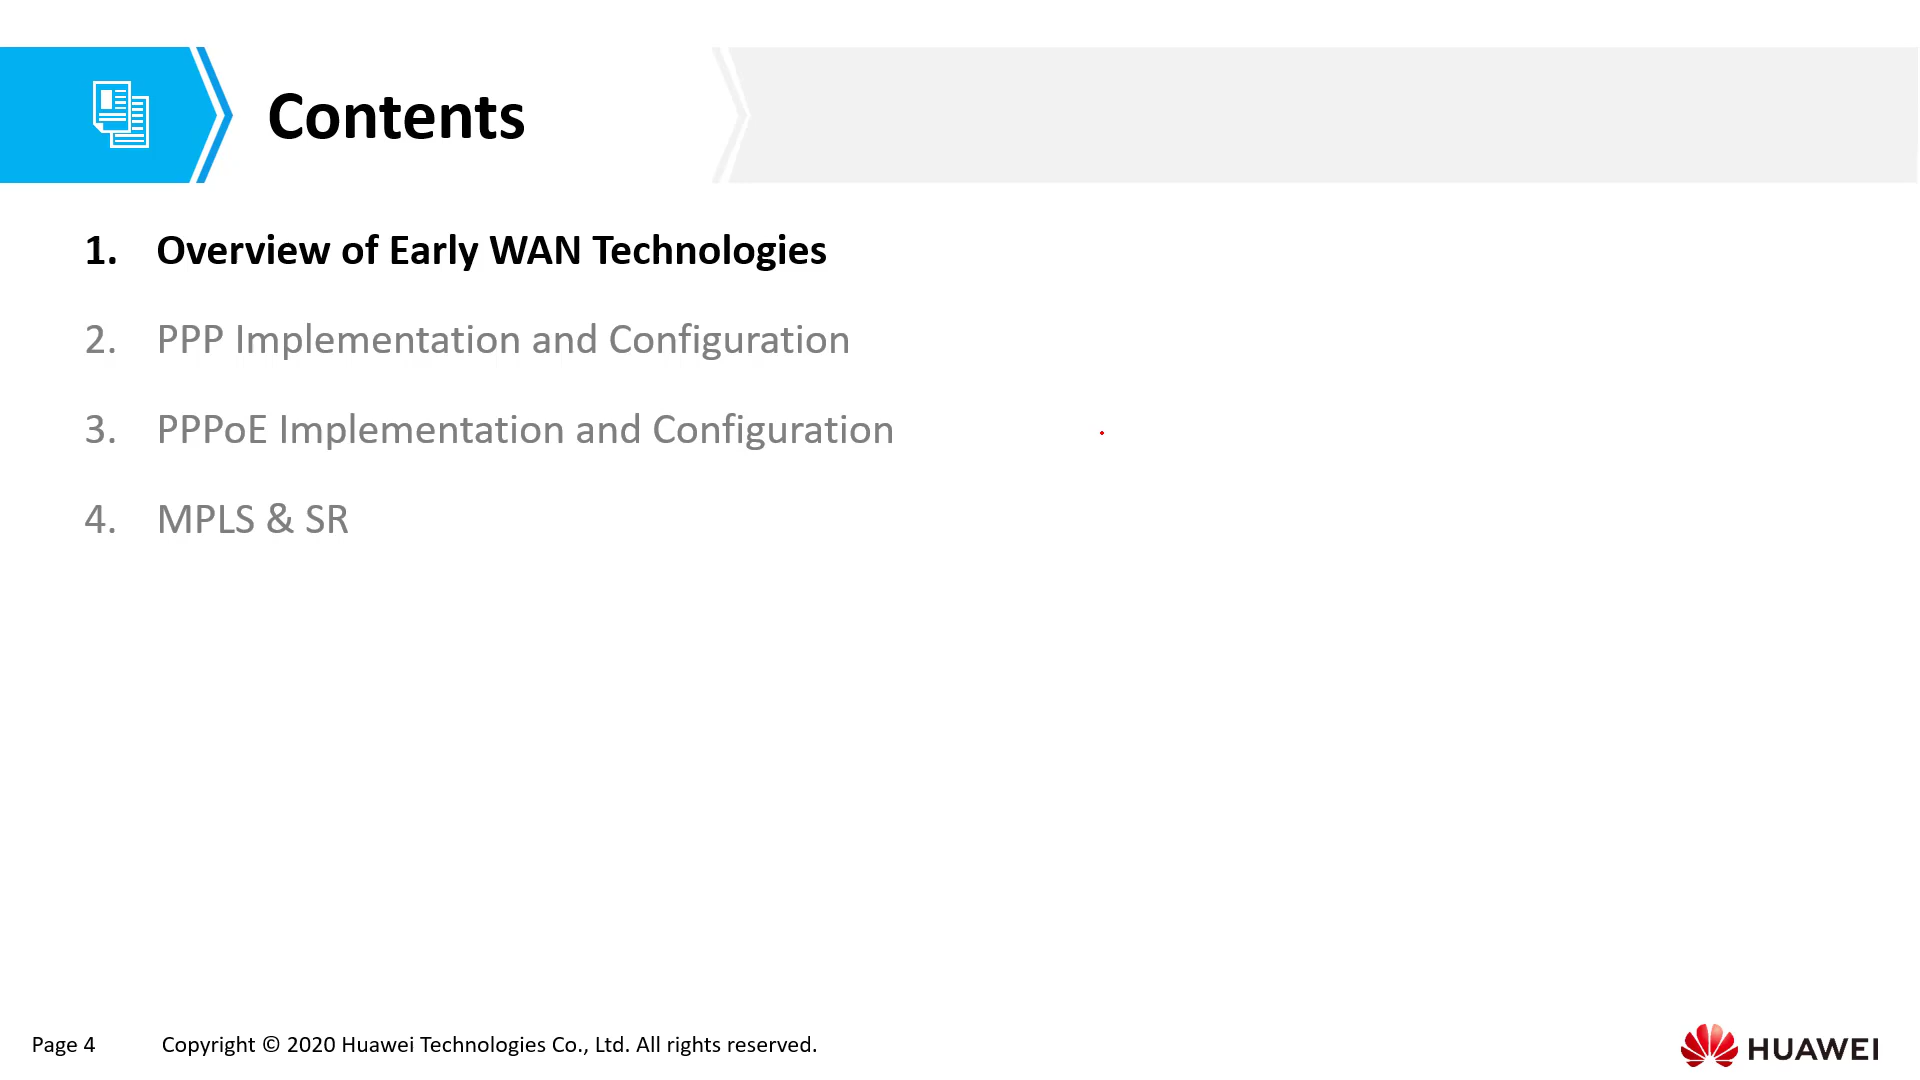 Contents
1. Overview of Early WAN Technologies
2. PPP Implementation and Configuration
3. PPPoE Implementation and Configuration
4. MPLS & SR
Page 4 Copyright © 2020 Huawei Technologies Co., Ltd. All rights reserved.
HUAWEI